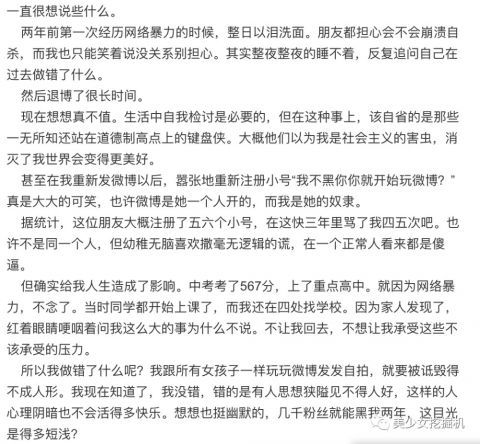 一直很想说些什么。
两年前第一次经历网络暴力的时候，整日以泪洗面。朋友都担心会不会崩溃自
杀，而我也只能笑着说没关系别担心。其实整夜整夜的睡不着，反复追问自己在
过去做错了什么。
然后退博了很长时间。
现在想想真不值。生活中自我检讨是必要的，但在这种事上，该自省的是那些
一无所知还站在道德制高点上的键盘侠。大概他们以为我是社会主义的害虫，消
灭了我世界会变得更美好。
甚至在我重新发微博以后，嚣张地重新注册小号“我不黑你你就开始玩微博？”
真是大大的可笑，也许微博是她一个人开的，而我是她的奴隶。
据统计，这位朋友大概注册了五六个小号，在这快三年里骂了我四五次吧。也
许不是同一个人，但幼稚无脑喜欢撒毫无逻辑的谎，在一个正常人看来都是傻
逼。
但确实给我人生造成了影响。中考考了567分，上了重点高中。就因为网络暴
力，不念了。当时同学都开始上课了，而我还在四处找学校。因为家人发现了，
红着眼睛哽咽着问我这么大的事为什么不说。不让我回去，不想让我承受这些不
该承受的压力。
所以我做错了什么呢？我跟所有女孩子一样玩玩微博发发自拍，就要被诋毁得
不成人形。我现在知道了，我没错，错的是有人思想狭隘见不得人好，这样的人
心理阴暗也不会活得多快乐。想想也挺幽默的，几千粉丝就能黑我两年，这目光
是得多短浅？
美少女挖掘机